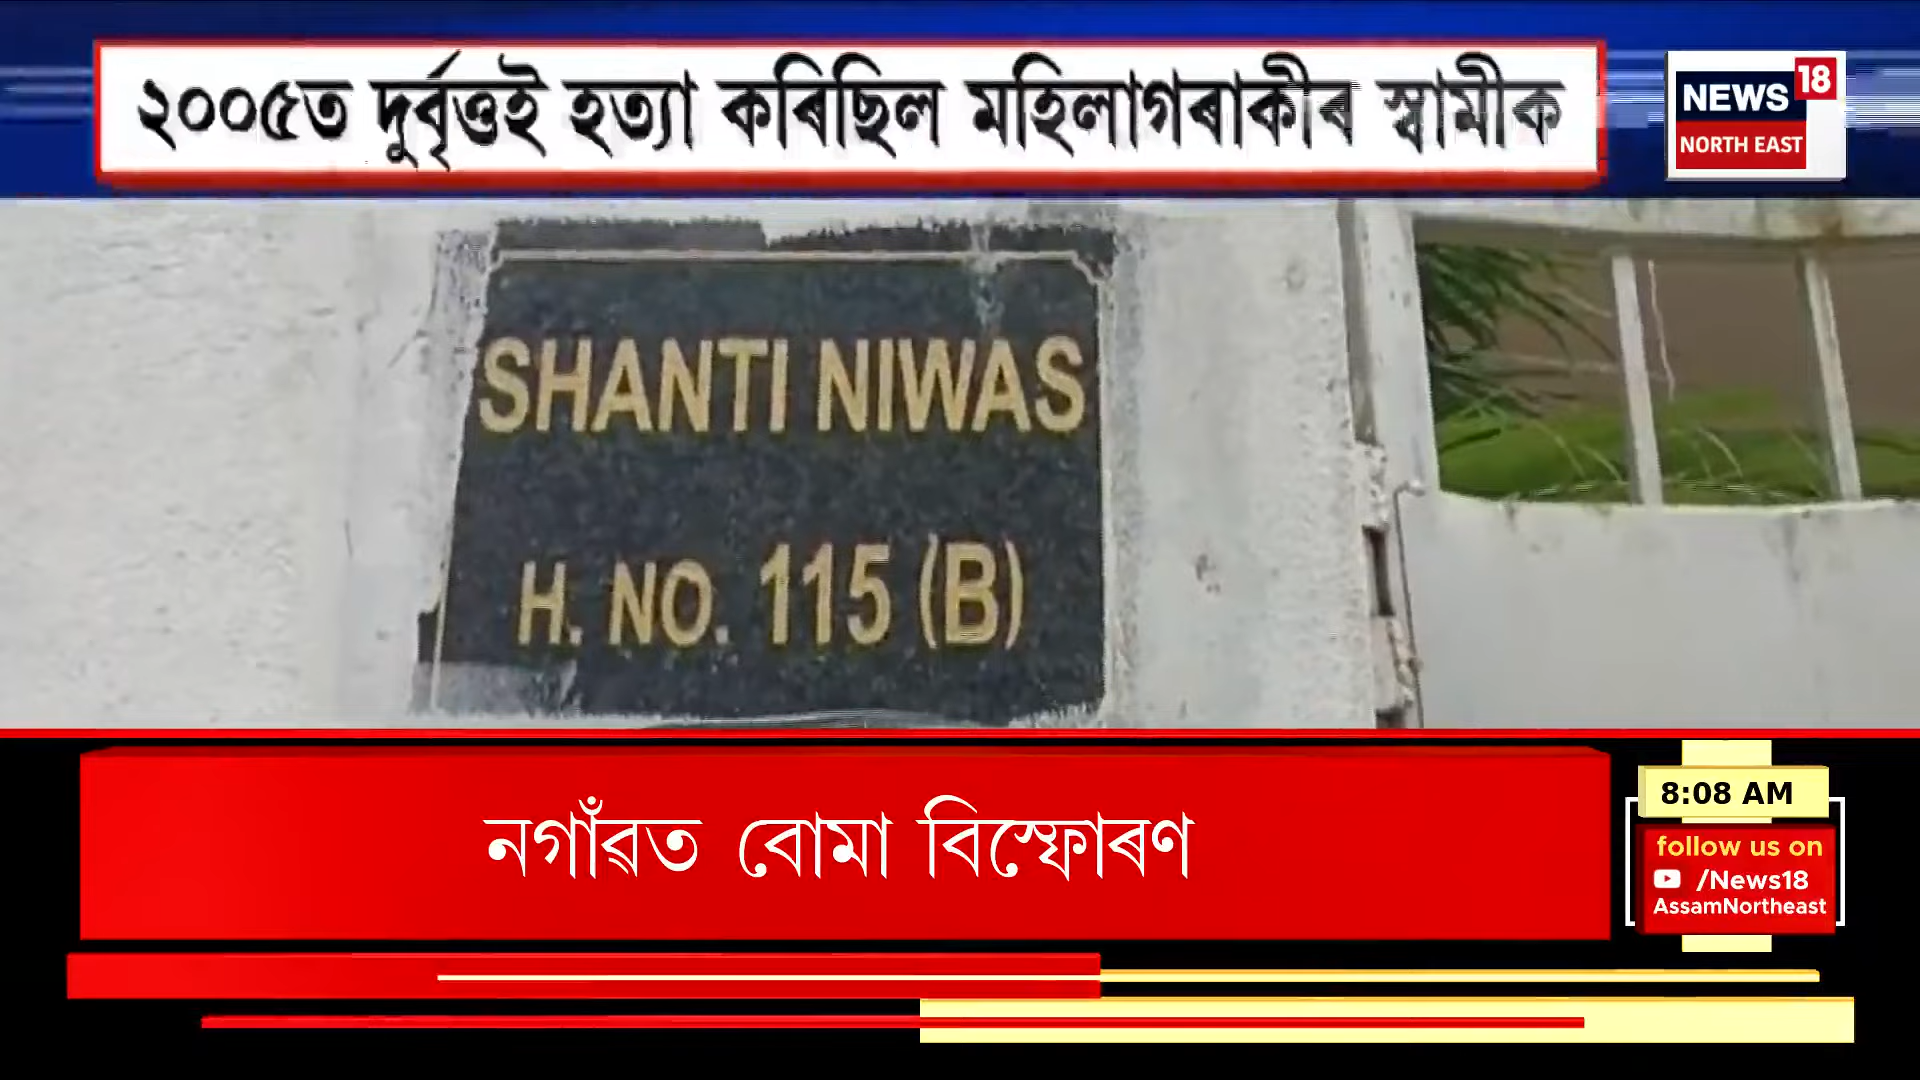 ২০০৫ত দুৰ্বৃত্তই হত্যা কৰিছিল মহিলাগৰাকীৰ স্বামীক
NEWS 18
NORTH EAST
SHANTI NIWAS
H. NO. 115 (B)
নগাঁৱত বোমা বিস্ফোৰণ
8:08 AM
follow us on
/News18
AssamNortheast